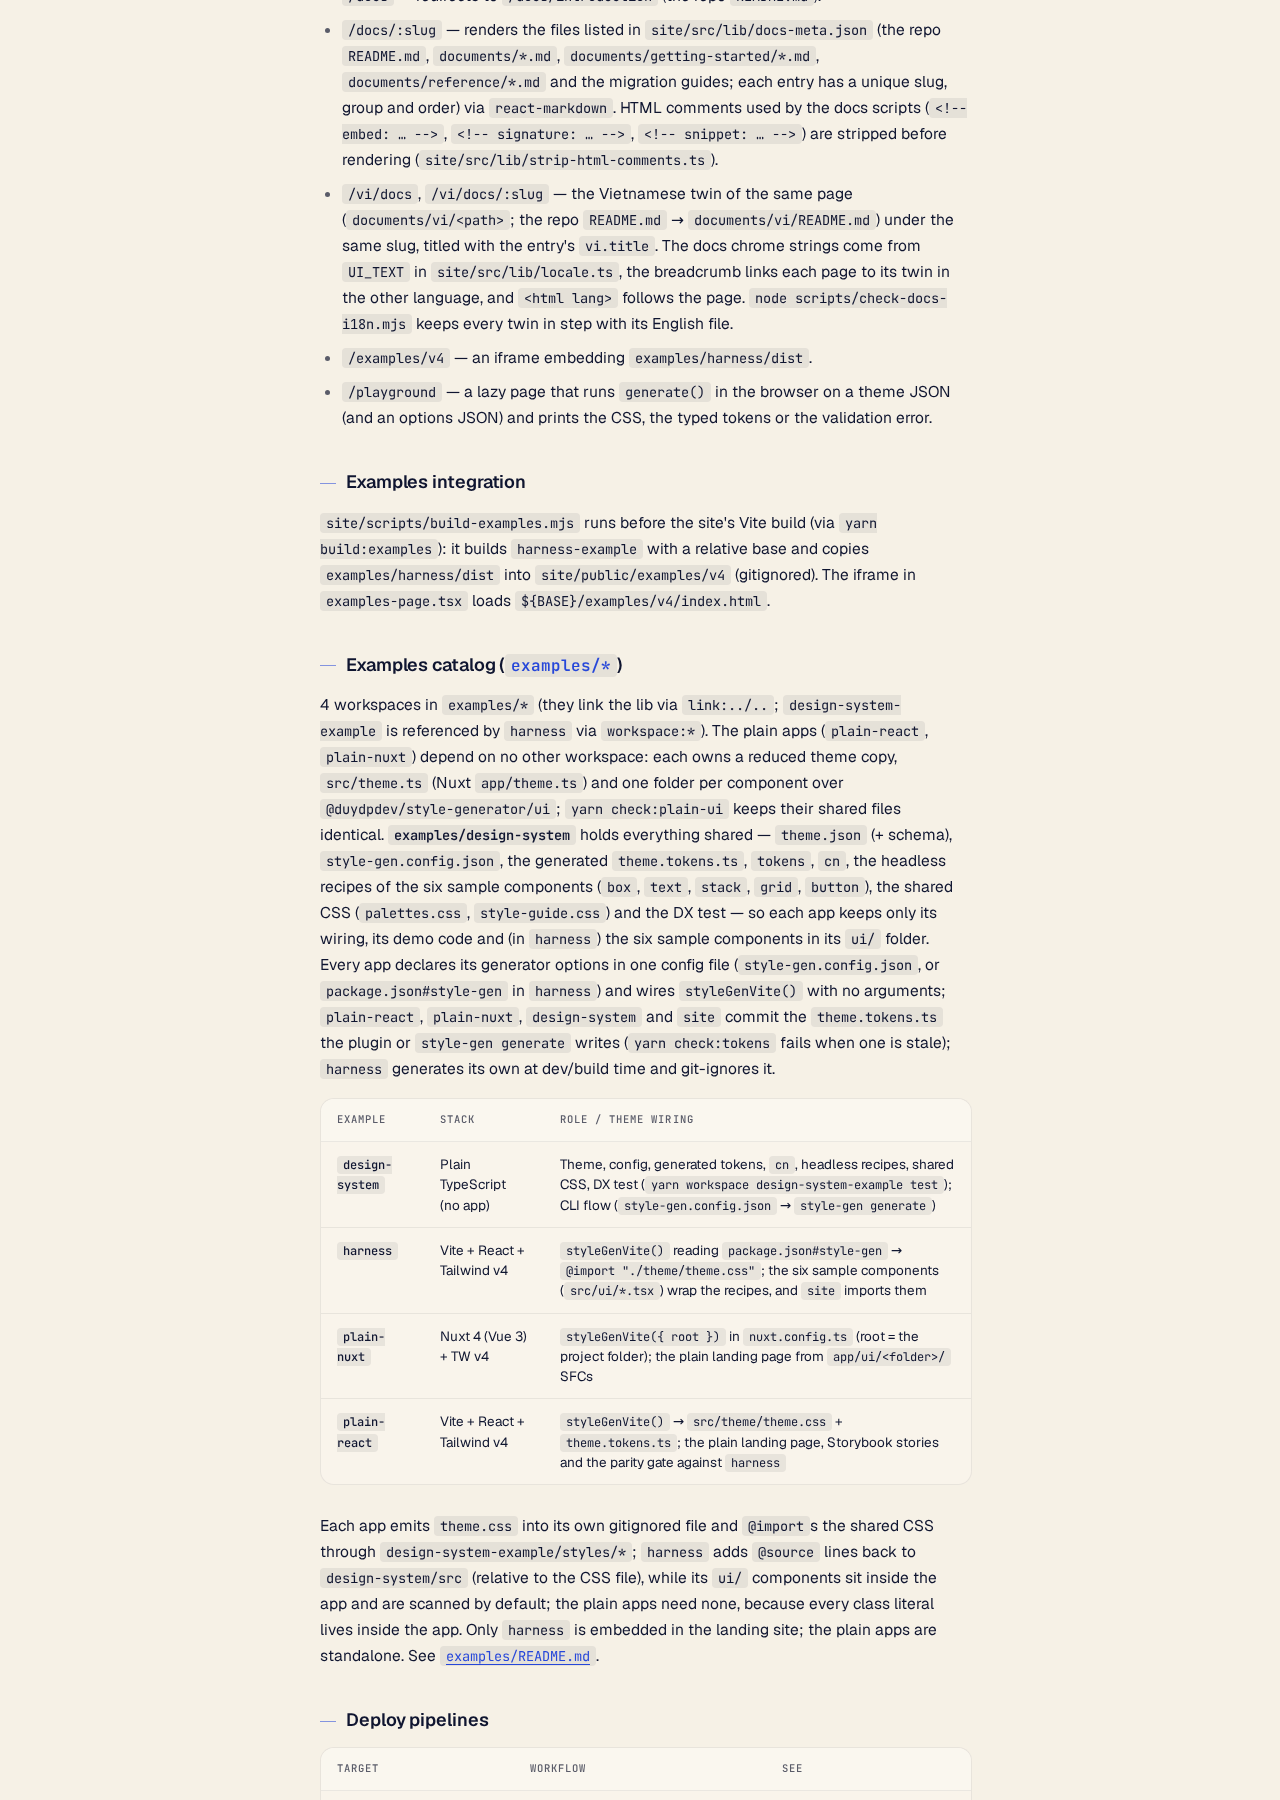 /docs/:slug — renders the files listed in site/src/lib/docs-meta.json (the repo
README.md, documents/*.md, documents/getting-started/*.md,
documents/reference/*.md and the migration guides; each entry has a unique slug,
group and order) via react-markdown. HTML comments used by the docs scripts (<!--
embed: … -->, <!-- signature: … -->, <!-- snippet: … -->) are stripped before
rendering (site/src/lib/strip-html-comments.ts).
/vi/docs, /vi/docs/:slug — the Vietnamese twin of the same page
(documents/vi/<path>; the repo README.md → documents/vi/README.md) under the
same slug, titled with the entry's vi.title. The docs chrome strings come from
UI_TEXT in site/src/lib/locale.ts, the breadcrumb links each page to its twin in
the other language, and <html lang> follows the page. node scripts/check-docs-
i18n.mjs keeps every twin in step with its English file.
/examples/v4 — an iframe embedding examples/harness/dist.
/playground — a lazy page that runs generate() in the browser on a theme JSON
(and an options JSON) and prints the CSS, the typed tokens or the validation error.
— Examples integration
site/scripts/build-examples.mjs runs before the site's Vite build (via yarn
build:examples): it builds harness-example with a relative base and copies
examples/harness/dist into site/public/examples/v4 (gitignored). The iframe in
examples-page.tsx loads ${BASE}/examples/v4/index.html.
— Examples catalog (examples/*)
4 workspaces in examples/* (they link the lib via link:../..; design-system-
example is referenced by harness via workspace:*). The plain apps (plain-react,
plain-nuxt) depend on no other workspace: each owns a reduced theme copy,
src/theme.ts (Nuxt app/theme.ts) and one folder per component over
@duydpdev/style-generator/ui; yarn check:plain-ui keeps their shared files
identical. examples/design-system holds everything shared — theme.json (+ schema),
style-gen.config.json, the generated theme.tokens.ts, tokens, cn, the headless
recipes of the six sample components (box, text, stack, grid, button), the shared
CSS (palettes.css, style-guide.css) and the DX test — so each app keeps only its
wiring, its demo code and (in harness) the six sample components in its ui/ folder.
Every app declares its generator options in one config file (style-gen.config.json, or
package.json#style-gen in harness) and wires styleGenVite() with no arguments;
plain-react, plain-nuxt, design-system and site commit the theme.tokens.ts
the plugin or style-gen generate writes (yarn check:tokens fails when one is stale);
harness generates its own at dev/build time and git-ignores it.
EXAMPLE STACK ROLE / THEME WIRING
design- Plain Theme, config, generated tokens, cn, headless recipes, shared
system TypeScript CSS, DX test (yarn workspace design-system-example test);
(no app) CLI flow (style-gen.config.json → style-gen generate)
harness Vite + React + styleGenVite() reading package.json#style-gen →
Tailwind v4 @import "./theme/theme.css"; the six sample components
(src/ui/*.tsx) wrap the recipes, and site imports them
plain- Nuxt 4 (Vue 3) styleGenVite({ root }) in nuxt.config.ts (root = the
nuxt + TW v4 project folder); the plain landing page from app/ui/<folder>/
SFCs
plain- Vite + React + styleGenVite() → src/theme/theme.css +
react Tailwind v4 theme.tokens.ts; the plain landing page, Storybook stories
and the parity gate against harness
Each app emits theme.css into its own gitignored file and @imports the shared CSS
through design-system-example/styles/*; harness adds @source lines back to
design-system/src (relative to the CSS file), while its ui/ components sit inside the
app and are scanned by default; the plain apps need none, because every class literal
lives inside the app. Only harness is embedded in the landing site; the plain apps are
standalone. See examples/README.md.
— Deploy pipelines
TARGET WORKFLOW SEE